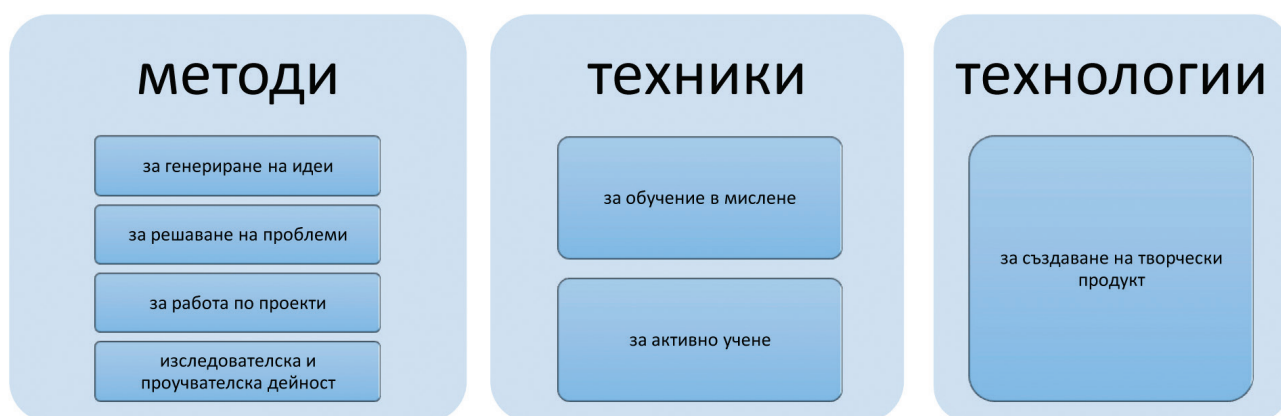 методи
за генериране на идеи
за решаване на проблеми
за работа по проекти
изследователска и
проучвателска дейност
техники
за обучение в мислене
за активно учене
технологии
за създаване на творчески
продукт